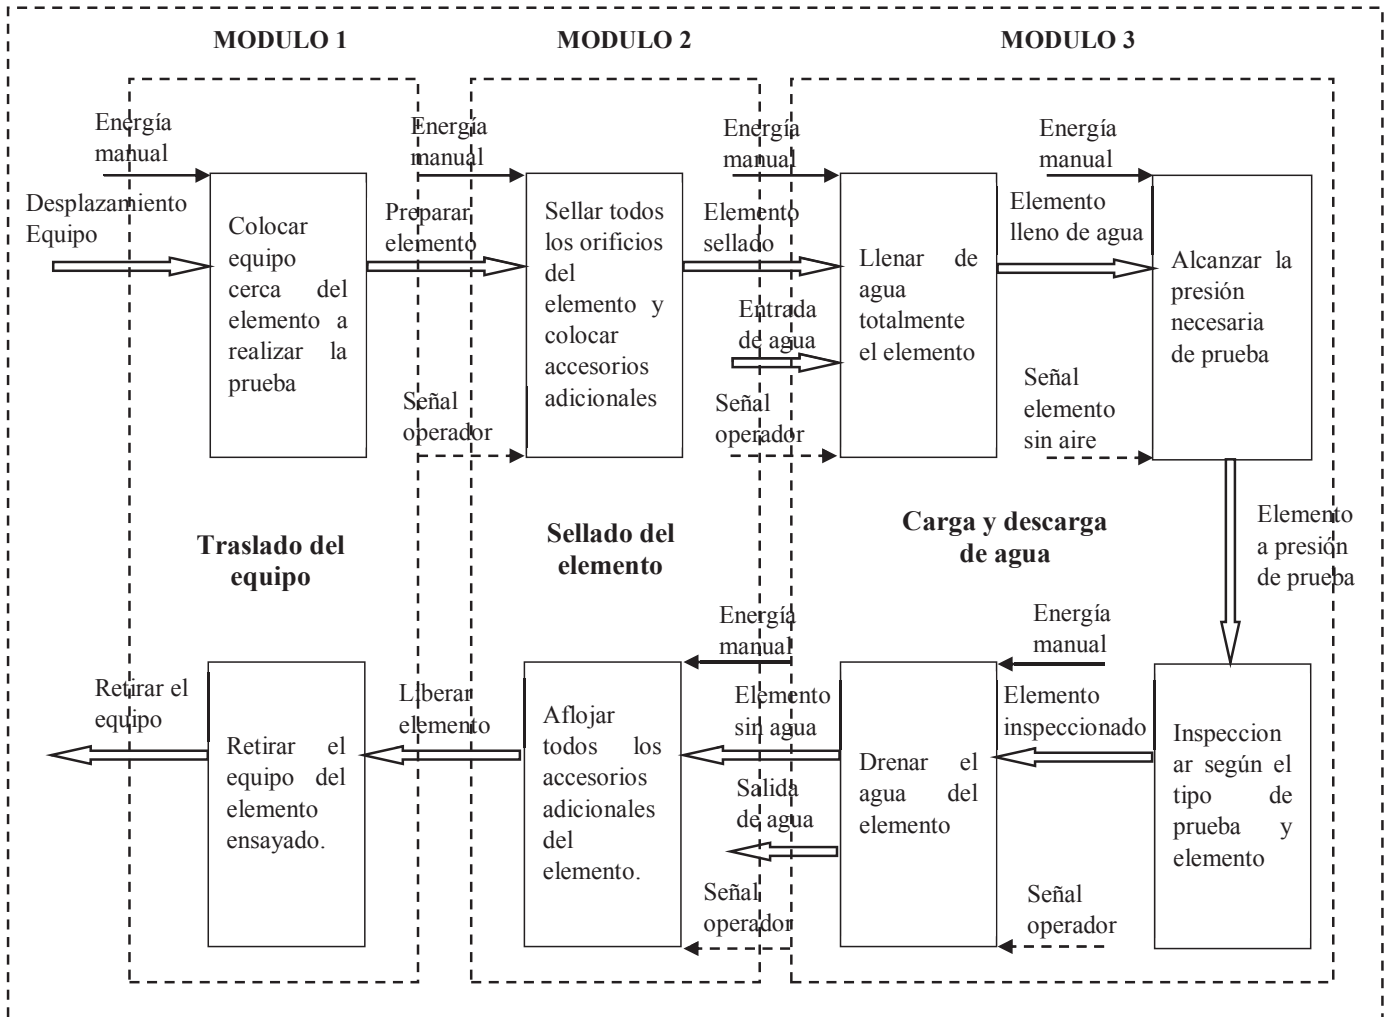 MODULO 1
MODULO 2
MODULO 3
Energía
manual
Desplazamiento
Equipo
Colocar
equipo
cerca del
elemento a
realizar la
prueba
Energía
manual
Preparar
elemento
Señal
operador
Sellar todos
los orificios
del
elemento y
colocar
accesorios
adicionales
Energía
manual
Elemento
sellado
Entrada
de agua
Señal
operador
Llenar de
agua
totalmente
el elemento
Energía
manual
Elemento
lleno de agua
Señal
elemento
sin aire
Alcanzar la
presión
necesaria
de prueba
Traslado del
equipo
Sellado del
elemento
Carga y descarga
de agua
Elemento
a presión
de prueba
Retirar el
equipo
Retirar el
equipo del
elemento
ensayado.
Liberar
elemento
Aflojar
todos los
accesorios
adicionales
del
elemento.
Energía
manual
Elemento
sin agua
Salida
de agua
Señal
operador
Drenar el
agua del
elemento
Energía
manual
Elemento
inspeccionado
Señal
operador
Inspeccion
ar según el
tipo de
prueba y
elemento